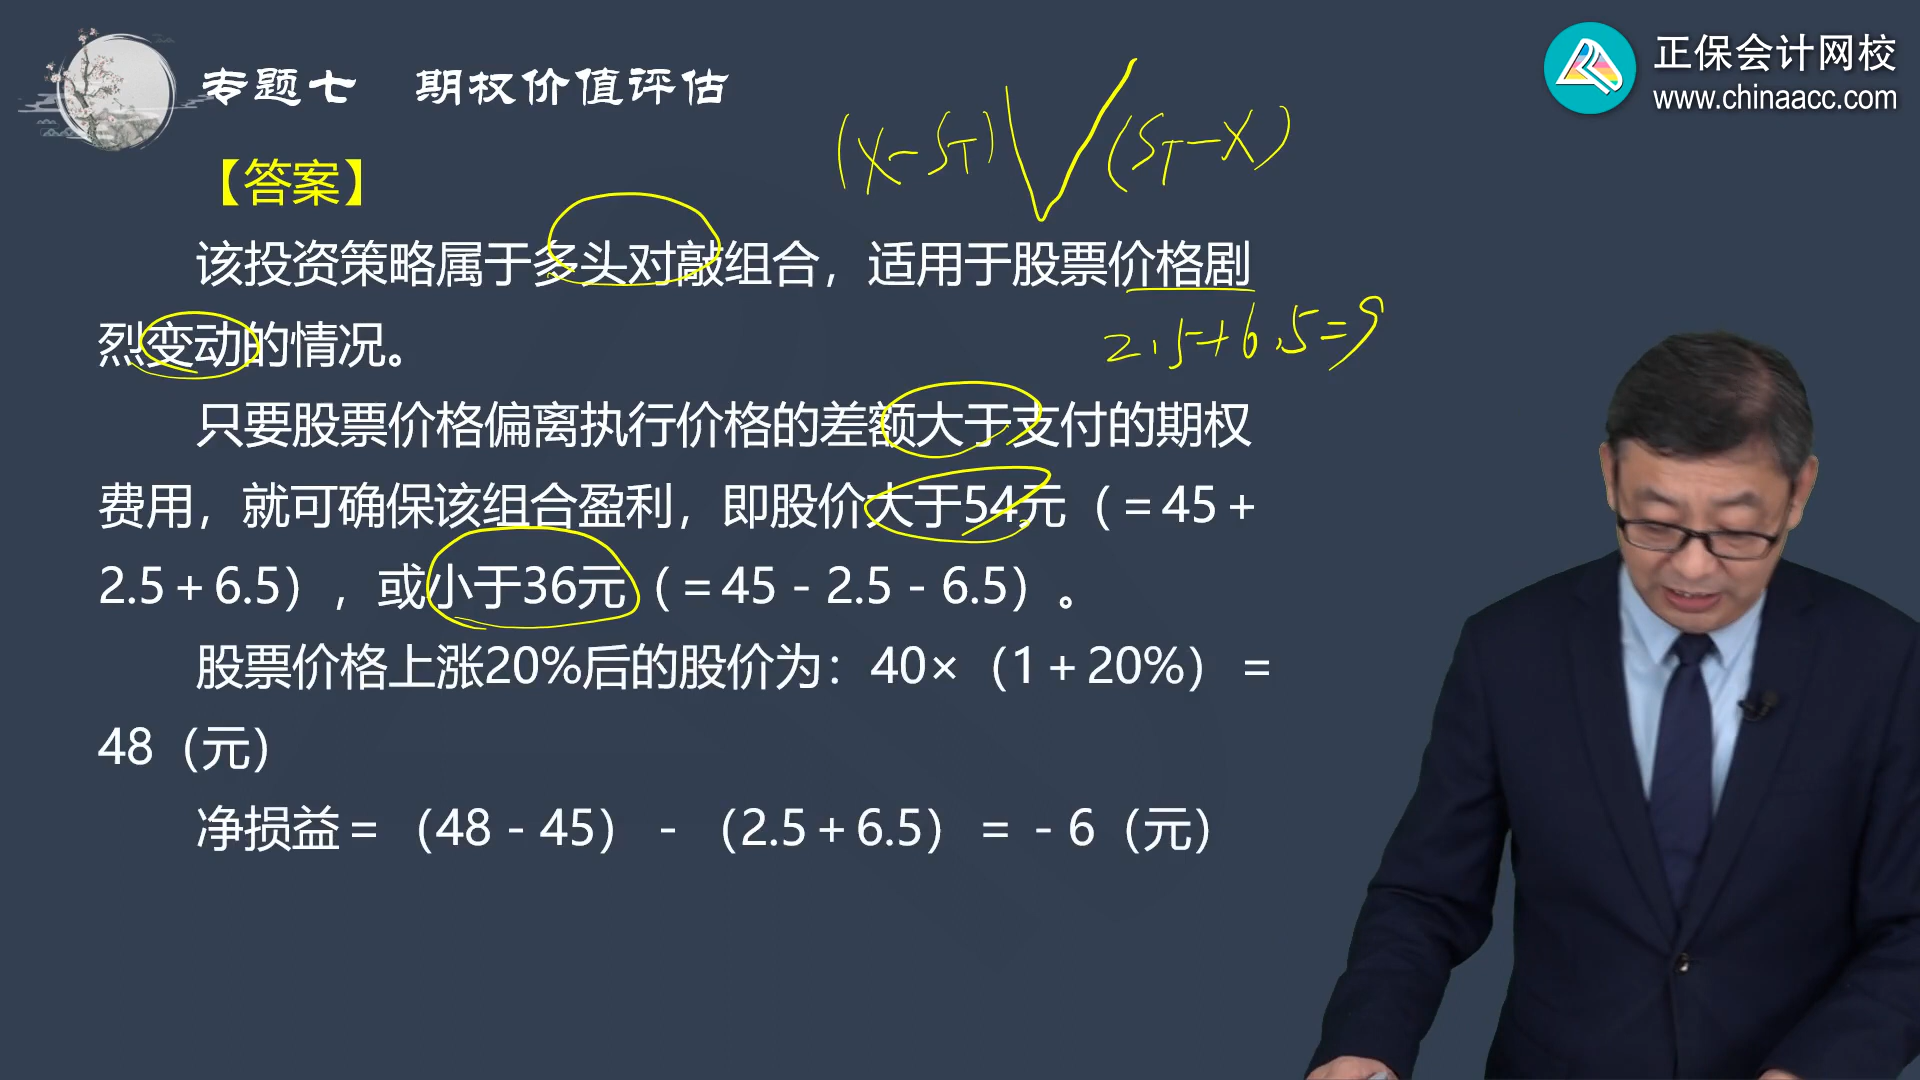 专题七 期权价值评估
正保会计网校
www.chinaacc.com
(X-ST) (ST-X)
【答案】
该投资策略属于多头对敲组合，适用于股票价格剧
烈变动的情况。
2.5+6.5=9
只要股票价格偏离执行价格的差额大于支付的期权
费用，就可确保该组合盈利，即股价大于54元（＝45＋
2.5＋6.5），或小于36元（＝45－2.5－6.5）。
股票价格上涨20%后的股价为：40×（1＋20%）＝
48（元）
净损益＝（48－45）－（2.5＋6.5）＝－6（元）